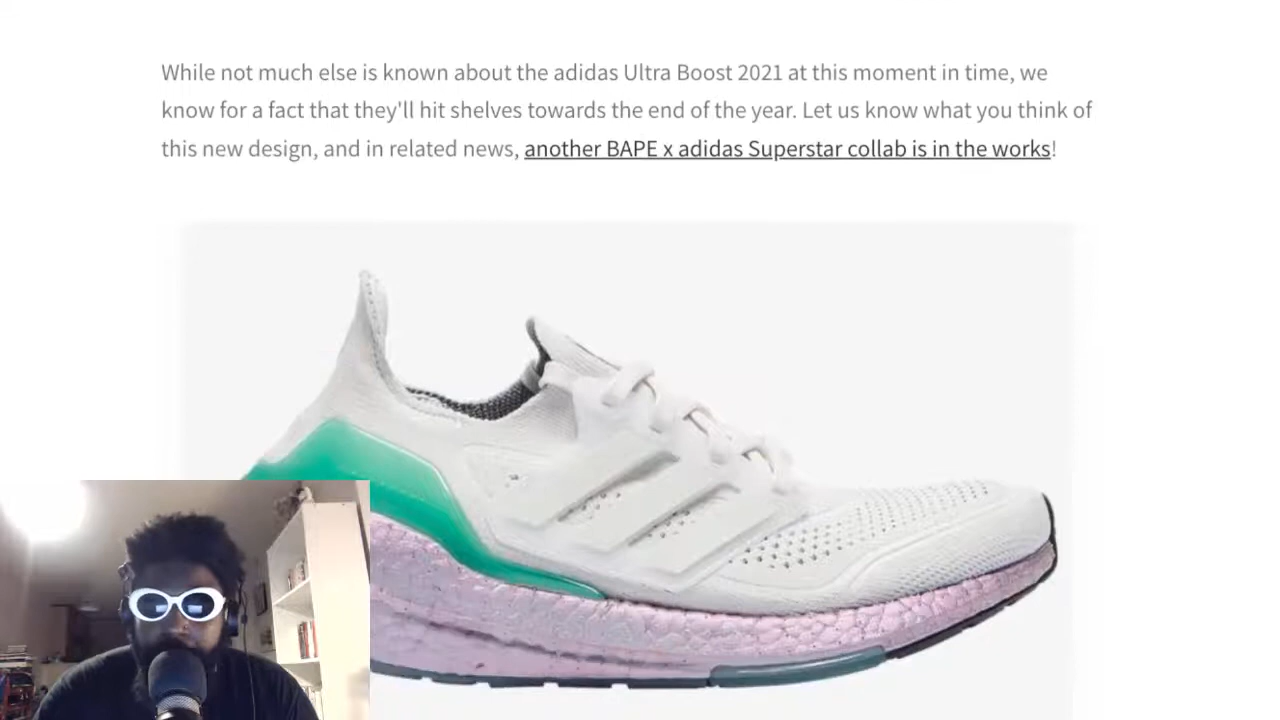 While not much else is known about the adidas Ultra Boost 2021 at this moment in time, we
know for a fact that they'll hit shelves towards the end of the year. Let us know what you think of
this new design, and in related news, another BAPE x adidas Superstar collab is in the works!